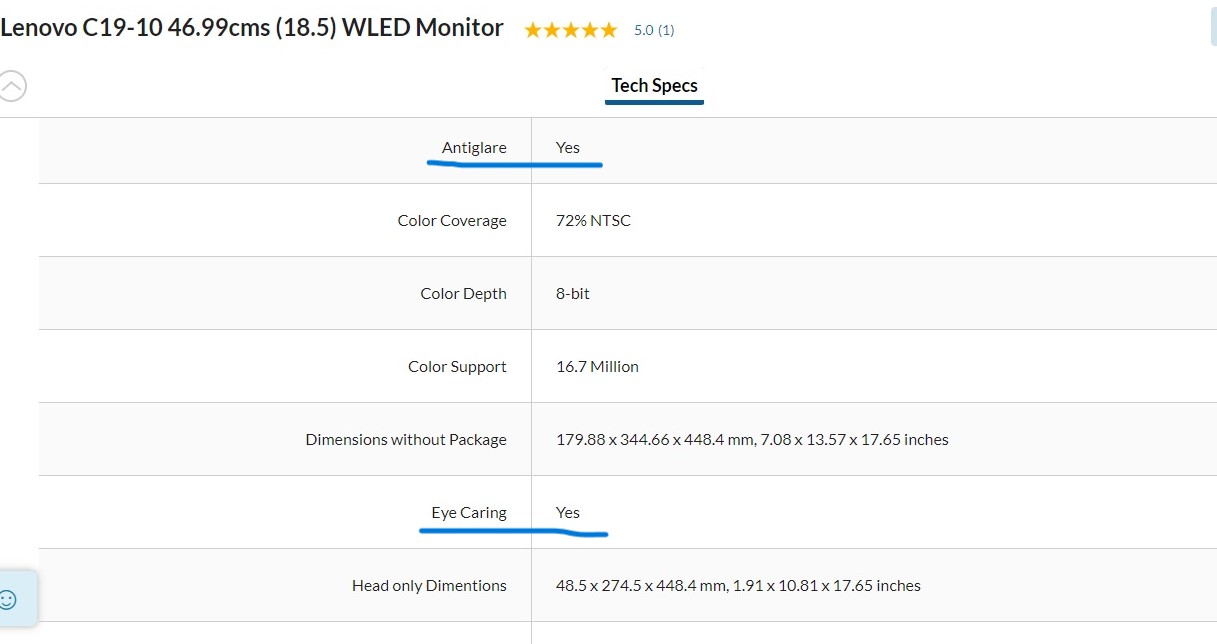 Lenovo C19-10 46.99cms (18.5) WLED Monitor 5.0 (1)
Tech Specs
Antiglare Yes
Color Coverage 72% NTSC
Color Depth 8-bit
Color Support 16.7 Million
Dimensions without Package 179.88 x 344.66 x 448.4 mm, 7.08 x 13.57 x 17.65 inches
Eye Caring Yes
Head only Dimentions 48.5 x 274.5 x 448.4 mm, 1.91 x 10.81 x 17.65 inches